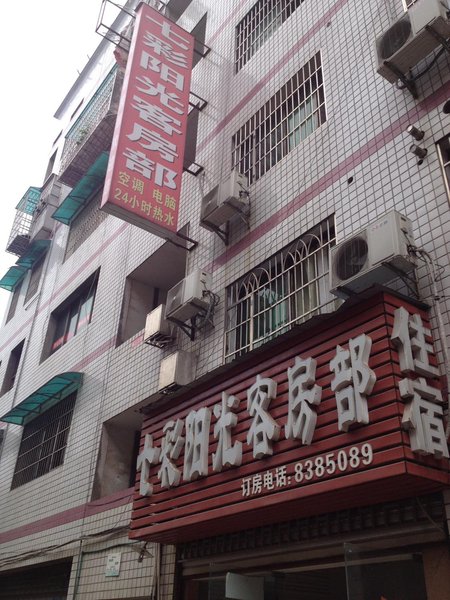 七彩阳光客房部
空调 电脑
24小时热水
七彩阳光客房部
住宿
订房电话:8385089